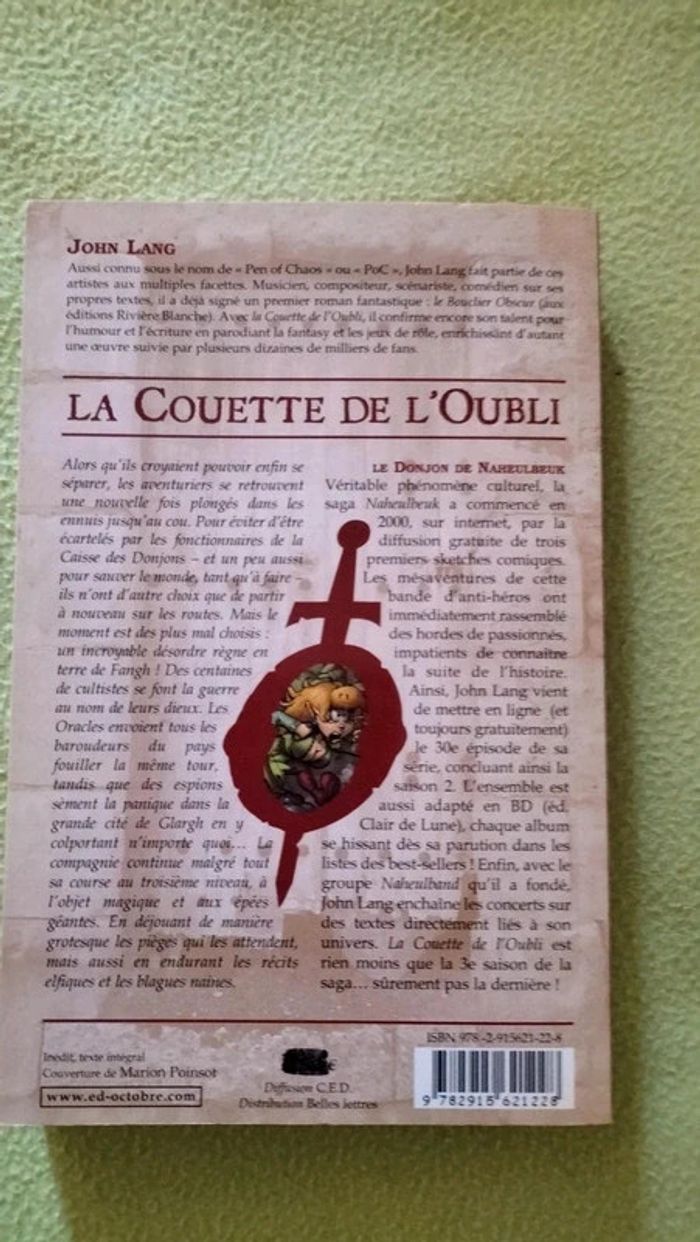 JOHN LANG
Aussi connu sous le nom de « Pen of Chaos » ou « PoC », John Lang fait partie de ces
artistes aux multiples facettes. Musicien, compositeur, scénariste, comédien sur ses
propres textes, il a déjà signé un premier roman fantastique : le Bouclier Obscur (aux
éditions Rivière Blanche). Avec la Couette de l'Oubli, il confirme encore son talent pour
l'humour et l'écriture en parodiant la fantasy et les jeux de rôle, enrichissant d'autant
une œuvre suivie par plusieurs dizaines de milliers de fans.
LA COUETTE DE L'OUBLI
Alors qu'ils croyaient pouvoir enfin se
séparer, les aventuriers se retrouvent
une nouvelle fois plongés dans les
ennuis jusqu'au cou. Pour éviter d'être
écartelés par les fonctionnaires de la
Caisse des Donjons – et un peu aussi
pour sauver le monde, tant qu'à faire –
ils n'ont d'autre choix que de partir
à nouveau sur les routes. Mais le
moment est des plus mal choisis :
un incroyable désordre règne en
terre de Fangh ! Des centaines
de cultistes se font la guerre
au nom de leurs dieux. Les
Oracles envoient tous les
baroudeurs du pays
fouiller la même tour,
tandis que des espions
sèment la panique dans la
grande cité de Glargh en y
colportant n'importe quoi... La
compagnie continue malgré tout
sa course au troisième niveau, à
l'objet magique et aux épées
géantes. En déjouant de manière
grotesque les pièges qui les attendent,
mais aussi en endurant les récits
elfiques et les blagues naines.
LE DONJON DE NAHEULBEUK
Véritable phénomène culturel, la
saga Naheulbeuk a commencé en
2000, sur internet, par la
diffusion gratuite de trois
premiers sketches comiques.
Les mésaventures de cette
bande d'anti-héros ont
immédiatement rassemblé
des hordes de passionnés,
impatients de connaître
la suite de l'histoire.
Ainsi, John Lang vient
de mettre en ligne (et
toujours gratuitement)
le 30e épisode de sa
série, concluant ainsi la
saison 2. L'ensemble est
aussi adapté en BD (éd.
Clair de Lune), chaque album
se hissant dès sa parution dans les
listes des best-sellers ! Enfin, avec le
groupe Naheulband qu'il a fondé,
John Lang enchaîne les concerts sur
des textes directement liés à son
univers. La Couette de l'Oubli est
rien moins que la 3e saison de la
saga... sûrement pas la dernière !
Inédit, texte intégral
Couverture de Marion Poinsot
www.ed-octobre.com
€
Diffusion C.E.D.
Distribution Belles lettres
ISBN 978-2-915621-22-8
9 782915 621228